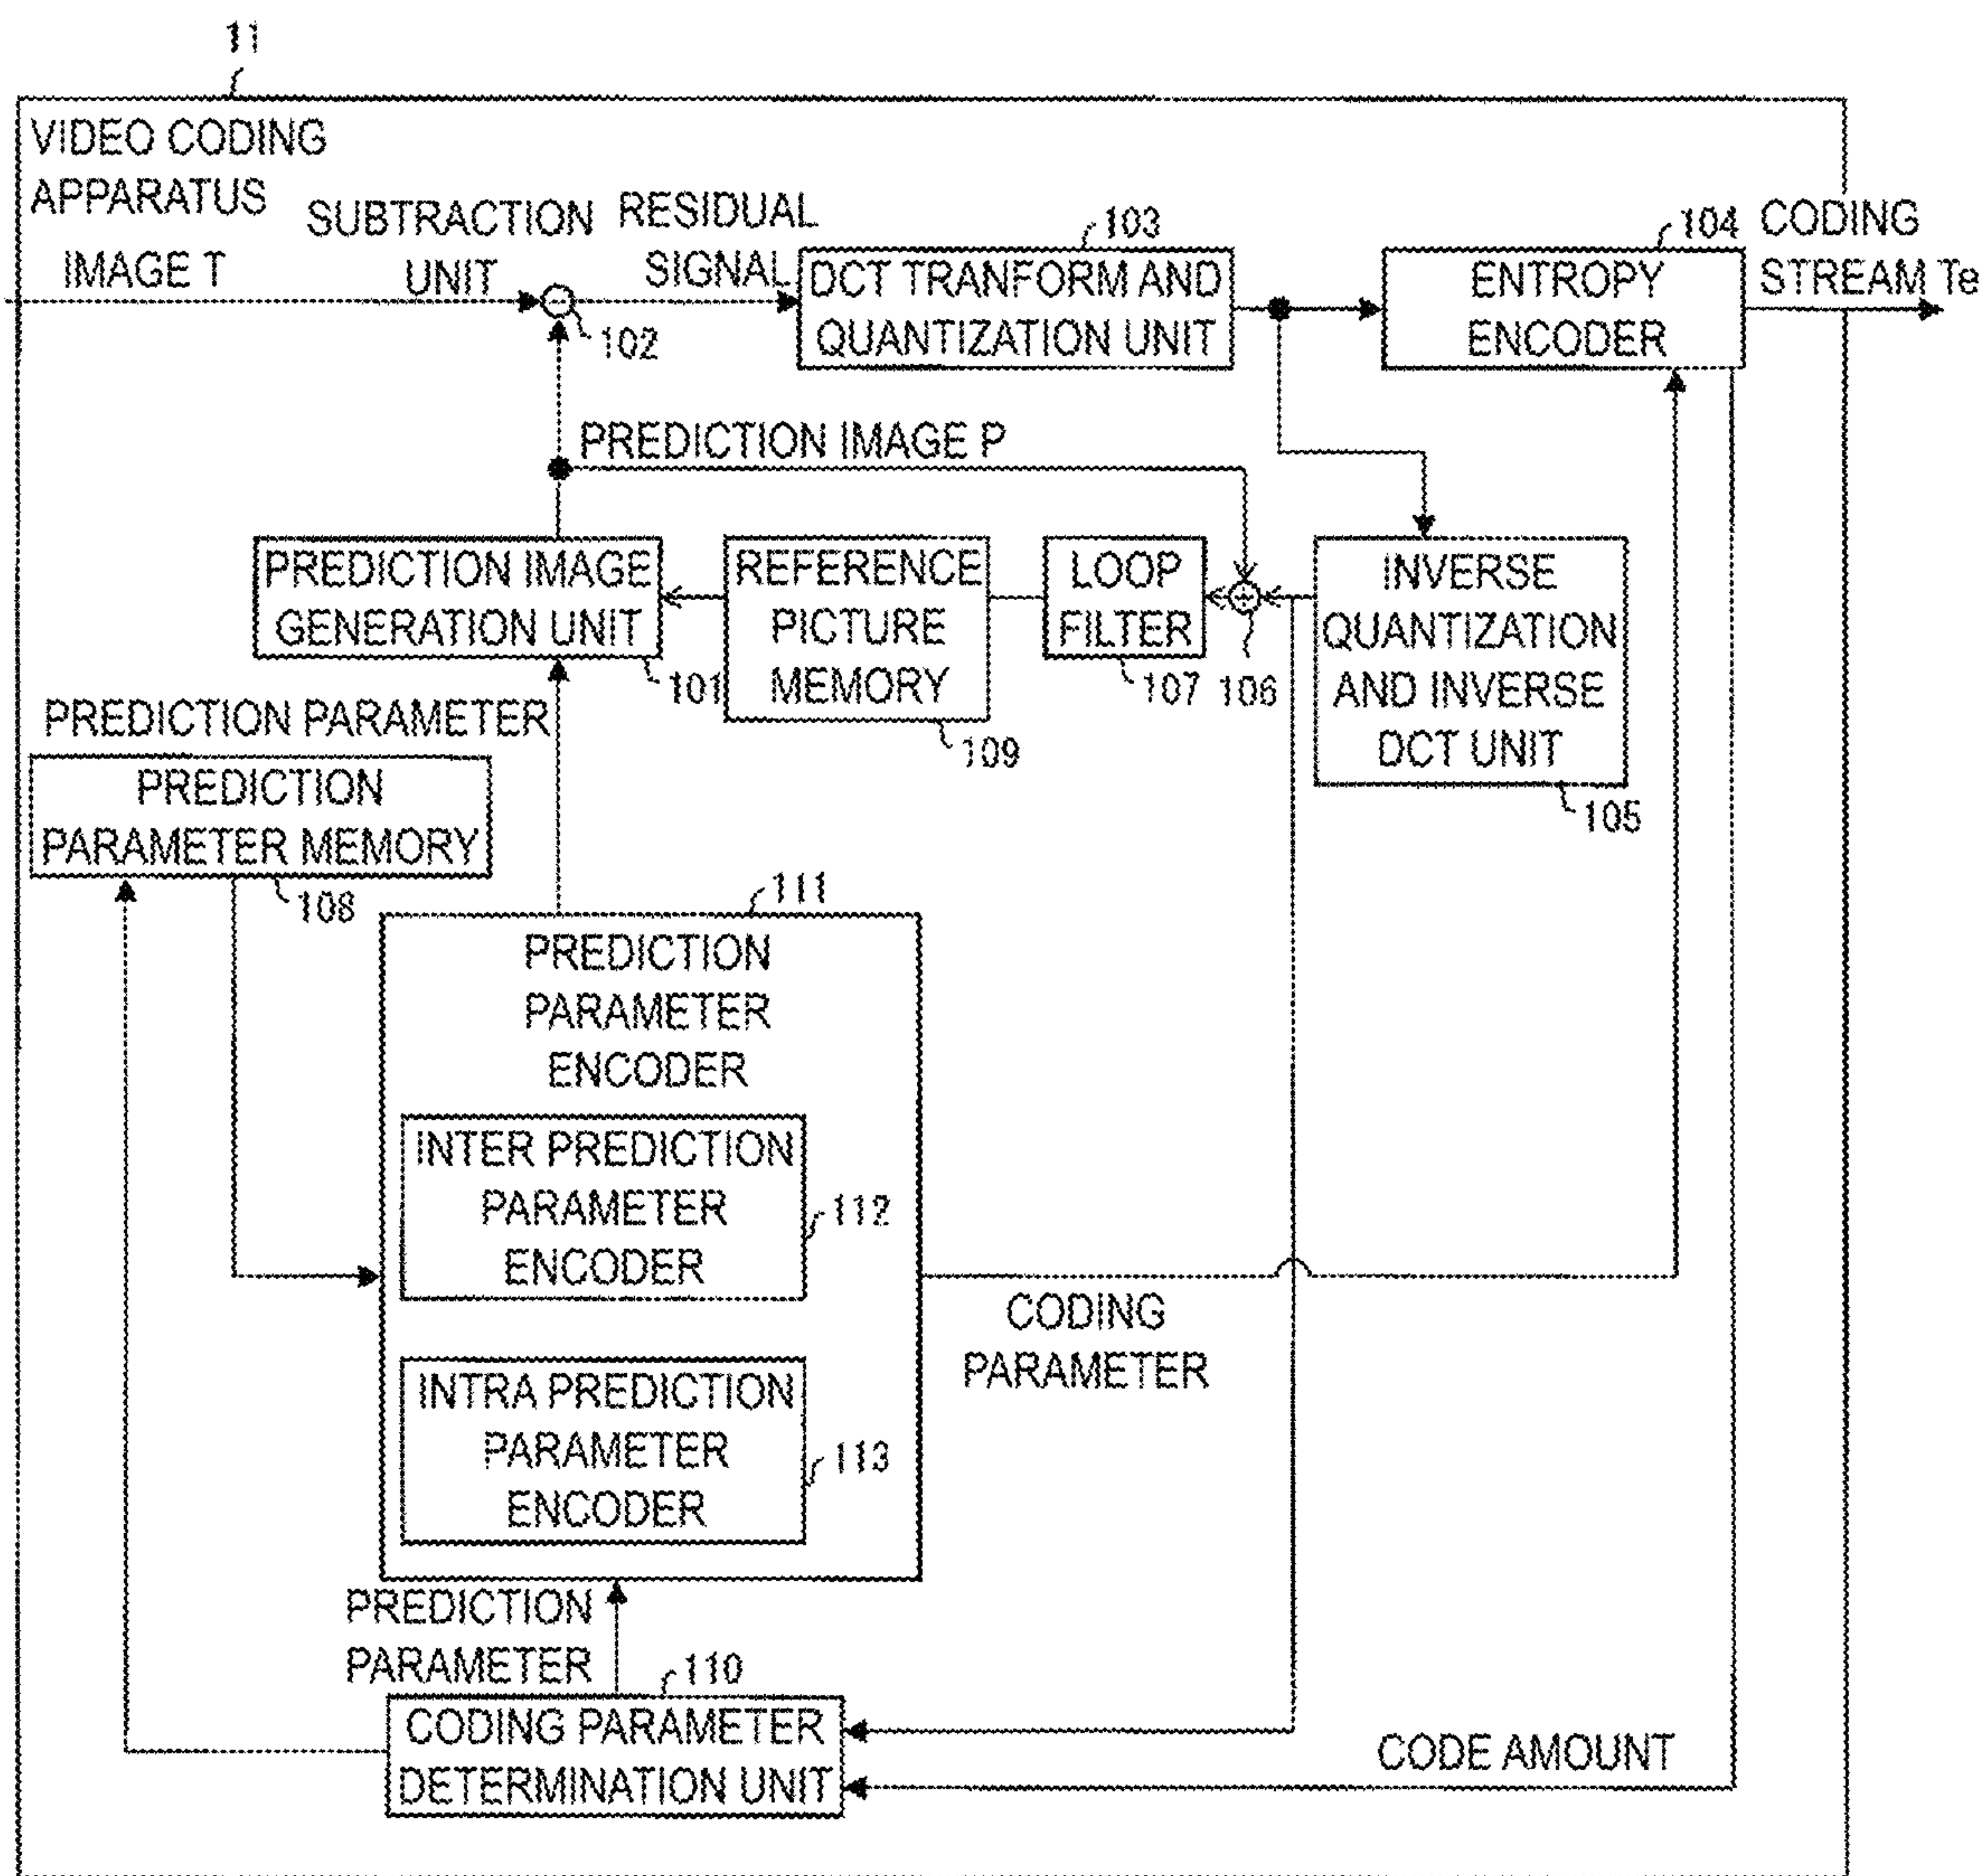 11
VIDEO CODING
APPARATUS
IMAGE T
SUBTRACTION
UNIT
102
RESIDUAL
SIGNAL
103
DCT TRANFORM AND
QUANTIZATION UNIT
104
ENTROPY
ENCODER
CODING
STREAM Te
PREDICTION IMAGE P
PREDICTION IMAGE
GENERATION UNIT
101
REFERENCE
PICTURE
MEMORY
109
LOOP
FILTER
107
106
INVERSE
QUANTIZATION
AND INVERSE
DCT UNIT
105
PREDICTION PARAMETER
PREDICTION
PARAMETER MEMORY
108
111
PREDICTION
PARAMETER
ENCODER
INTER PREDICTION
PARAMETER
ENCODER
112
INTRA PREDICTION
PARAMETER
ENCODER
113
CODING
PARAMETER
PREDICTION
PARAMETER
110
CODING PARAMETER
DETERMINATION UNIT
CODE AMOUNT